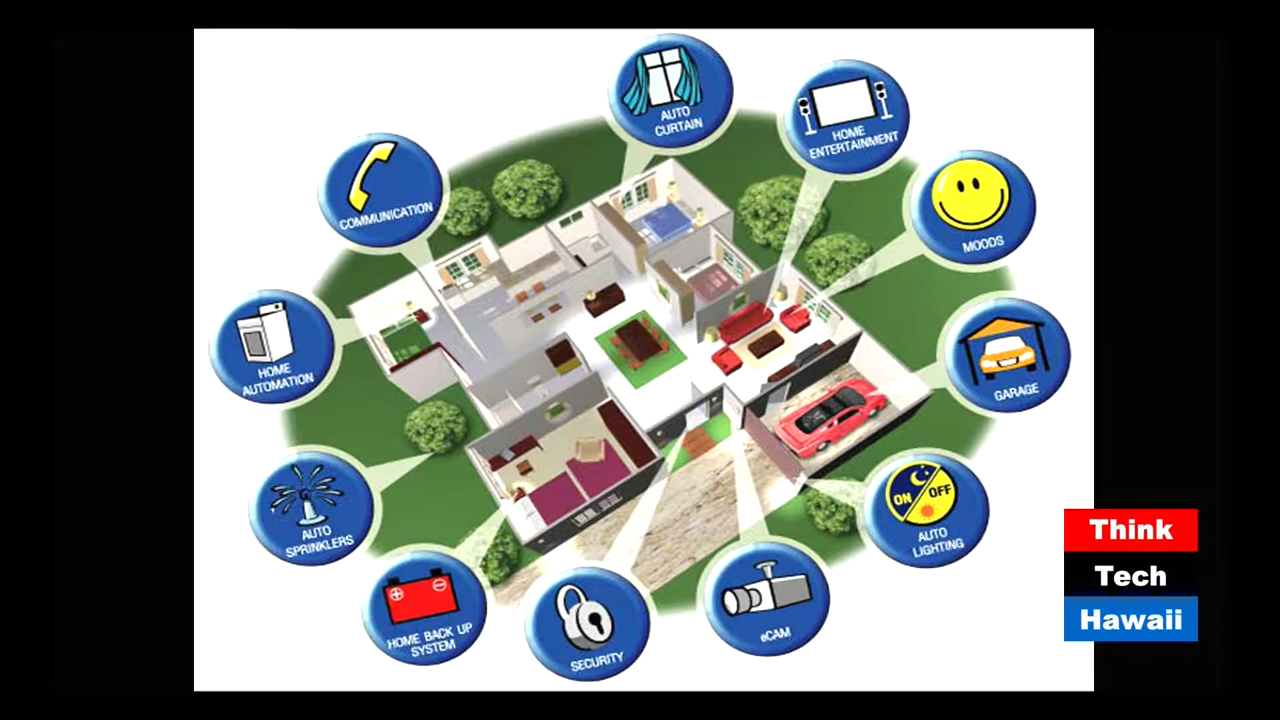 AUTO
CURTAIN
HOME
ENTERTAINMENT
COMMUNICATION
MOODS
HOME
AUTOMATION
GARAGE
ON
OFF
AUTO
LIGHTING
AUTO
SPRINKLERS
HOME BACK UP
SYSTEM
SECURITY
eCAM
Think
Tech
Hawaii